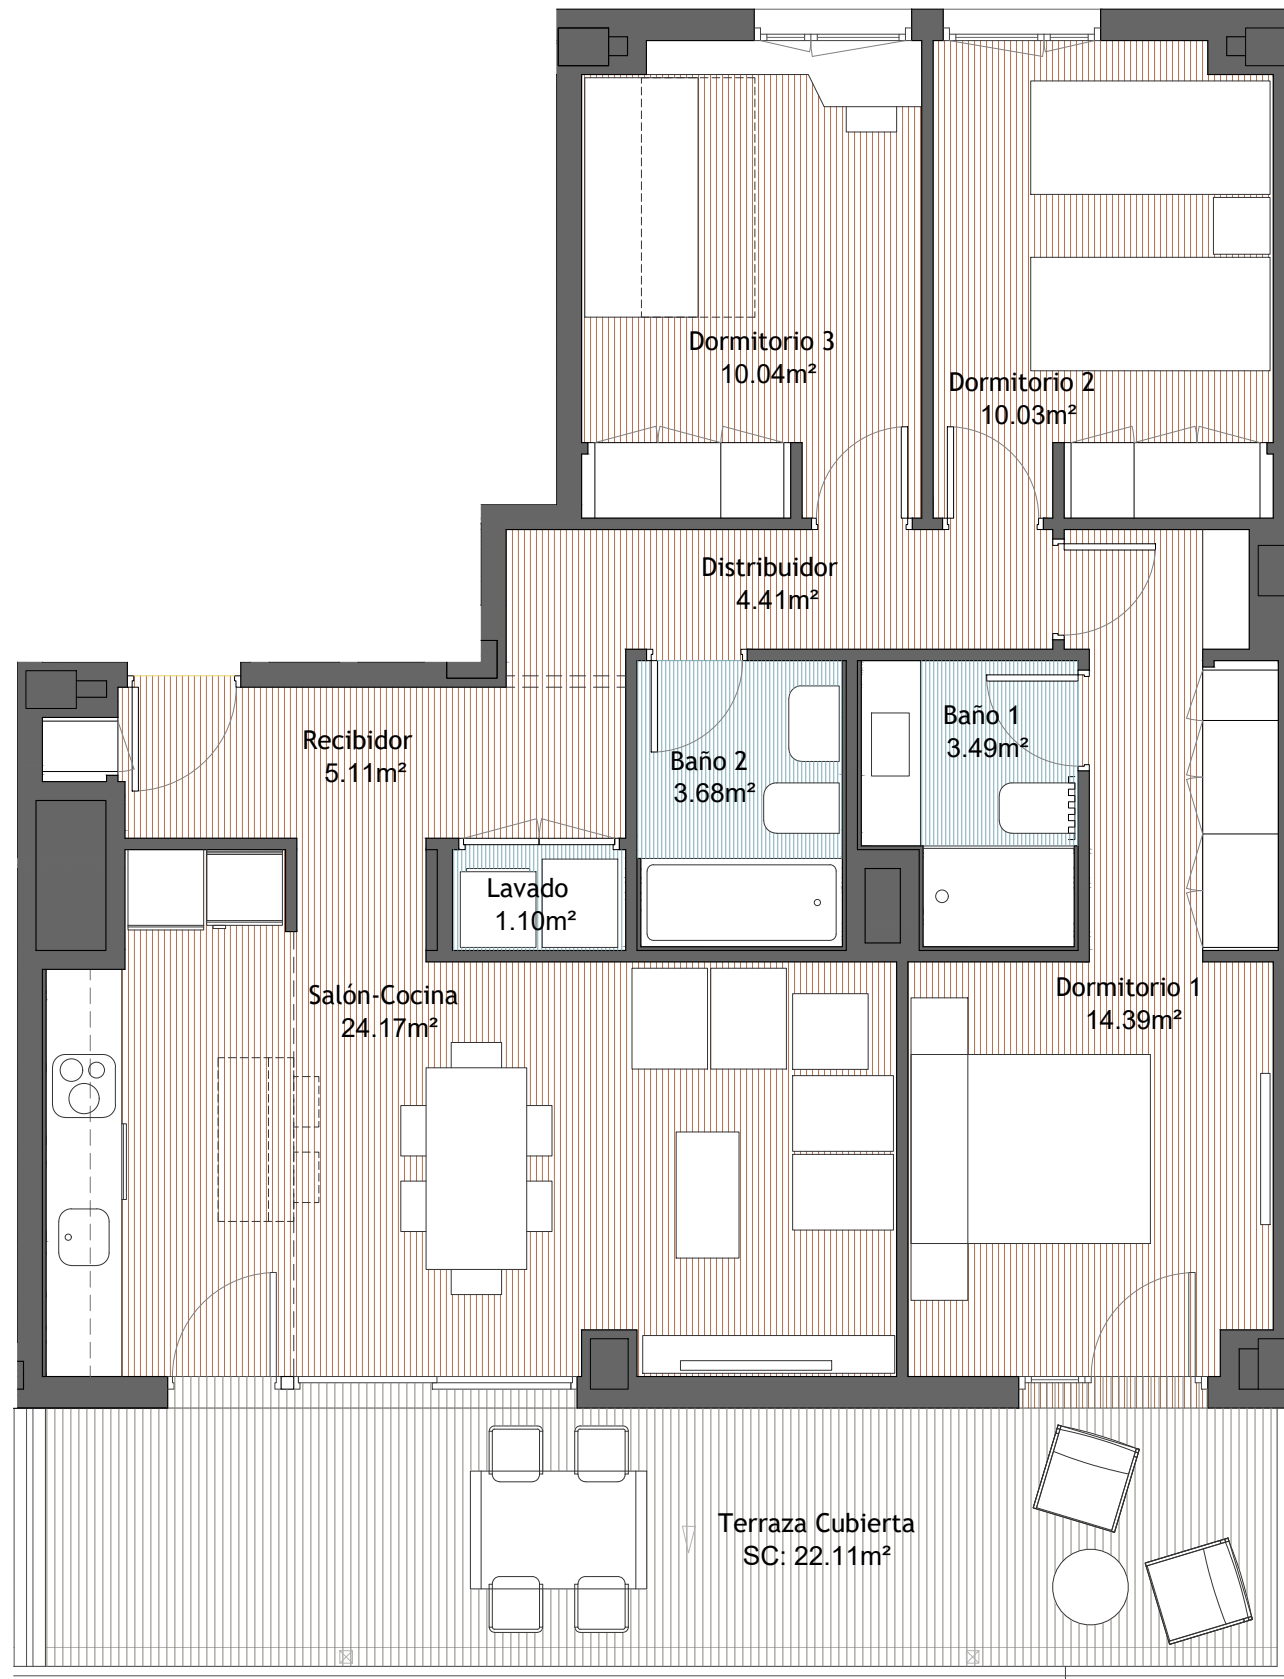 Dormitorio 3
10.04m²
Dormitorio 2
10.03m²
Distribuidor
4.41m²
Recibidor
5.11m²
Baño 2
3.68m²
Baño 1
3.49m²
Lavado
1.10m²
Salón-Cocina
24.17m²
Dormitorio 1
14.39m²
Terraza Cubierta
SC: 22.11m²